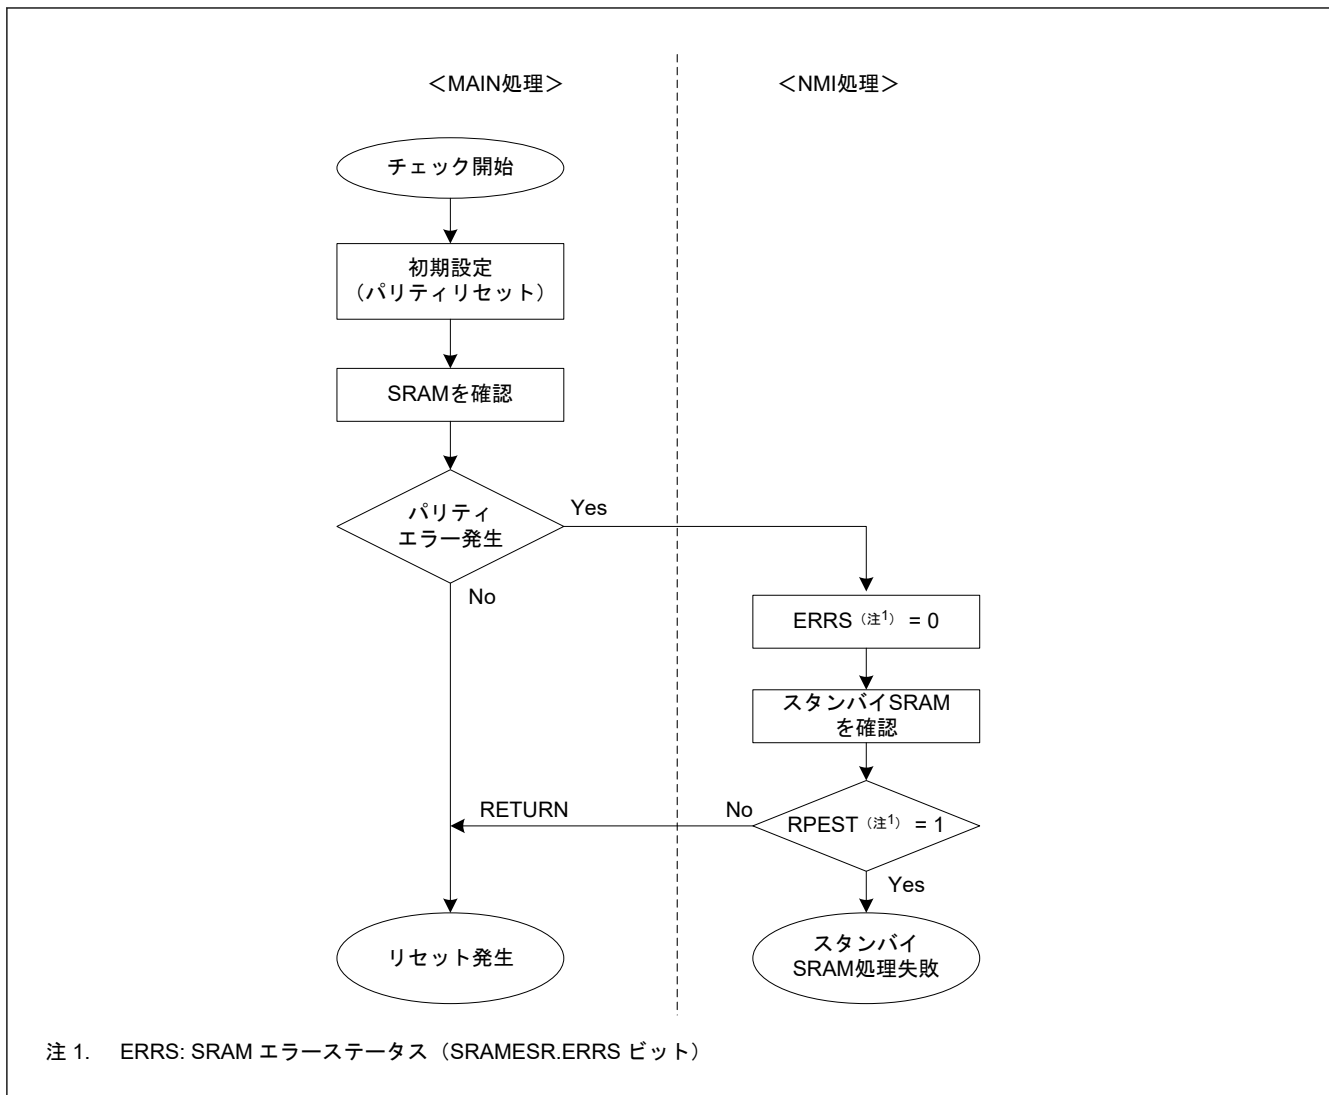 ＜MAIN処理＞
＜NMI処理＞
チェック開始
初期設定
（パリティリセット）
SRAMを確認
パリティ
エラー発生
Yes
No
ERRS（注1） = 0
スタンバイSRAM
を確認
RETURN
No
RPEST（注1） = 1
Yes
リセット発生
スタンバイ
SRAM処理失敗
注 1. ERRS: SRAM エラーステータス（SRAMESR.ERRS ビット）